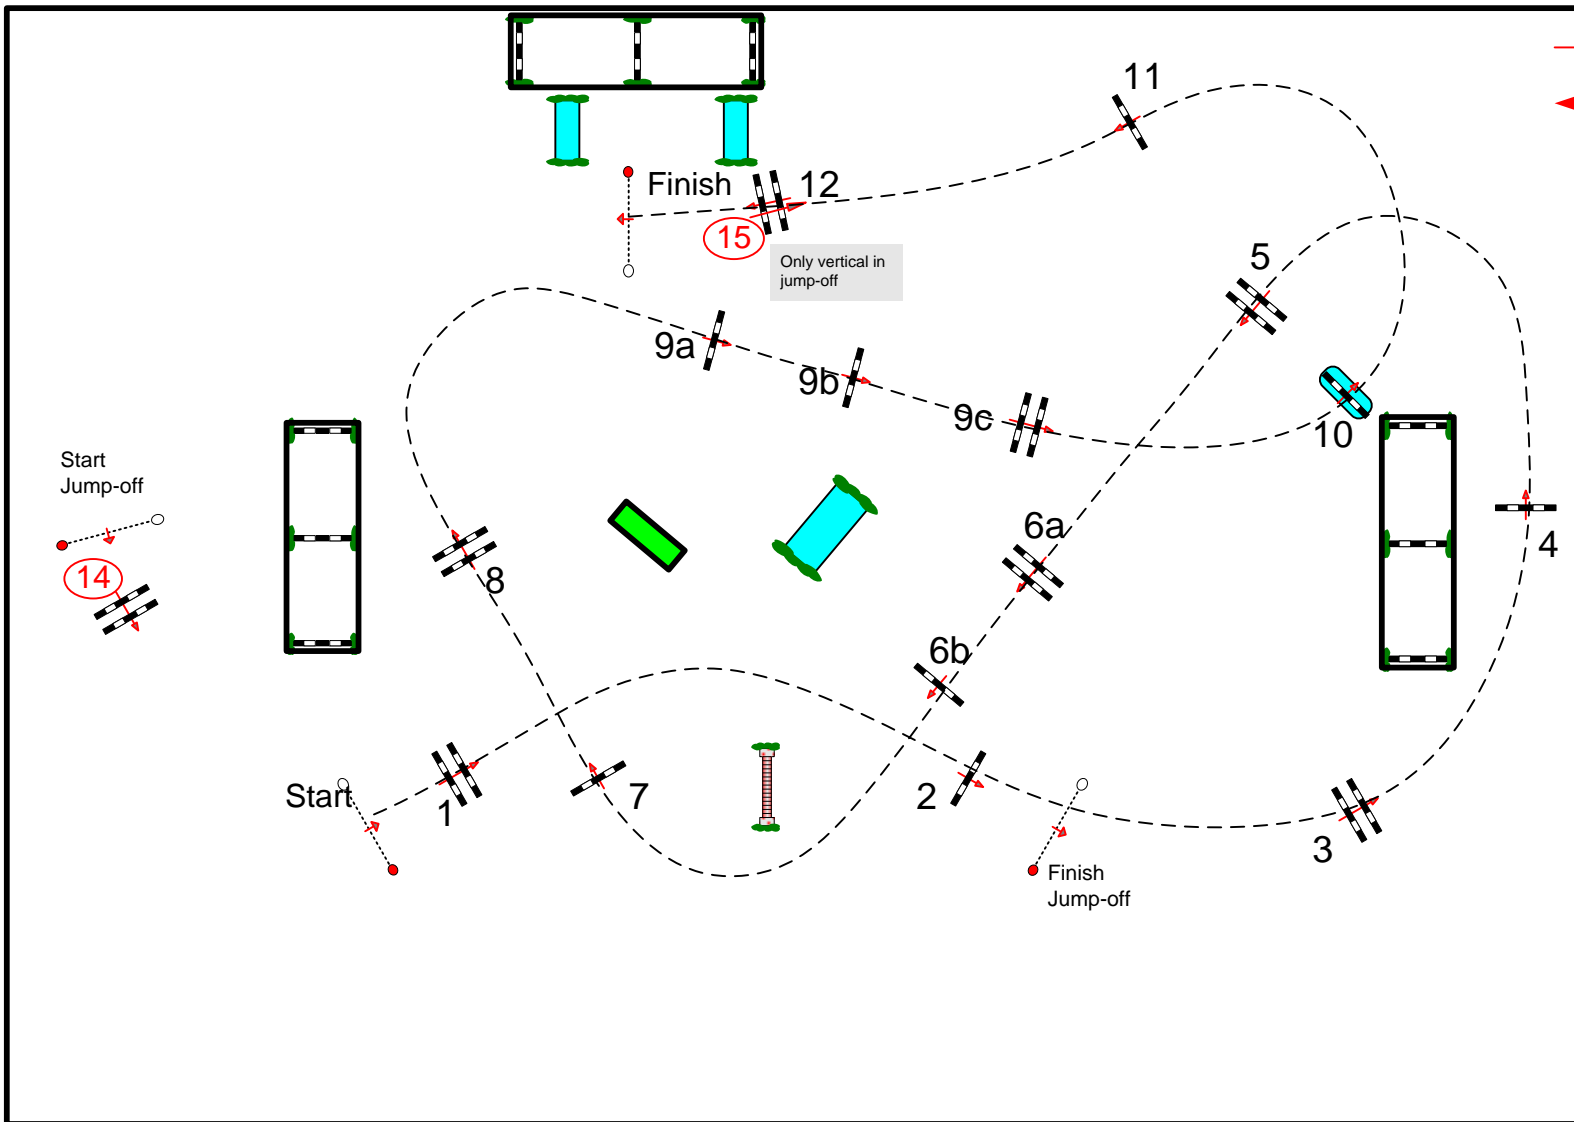 11
Finish
12
15
Only vertical in
jump-off
5
9a
9b
9c
10
Start
Jump-off
14
8
6a
4
6b
Start
1
7
2
3
Finish
Jump-off